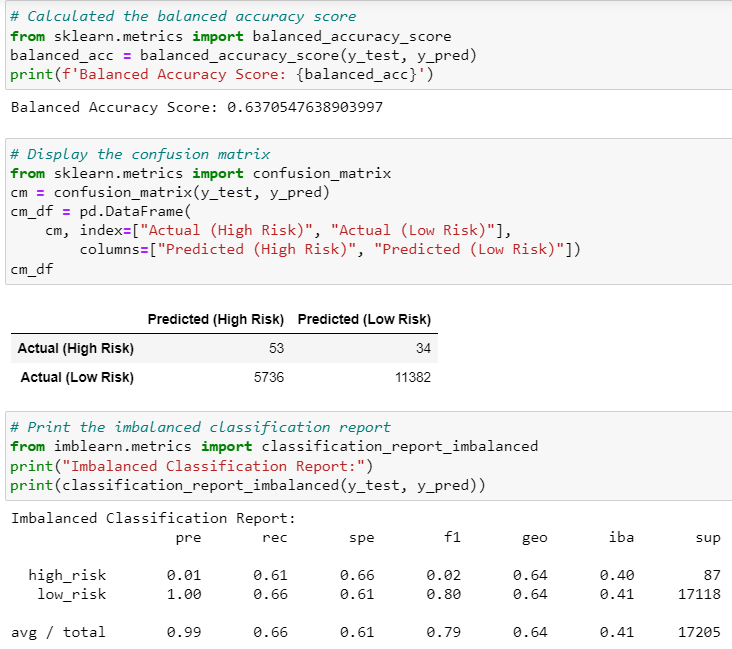 # Calculated the balanced accuracy score
from sklearn.metrics import balanced_accuracy_score
balanced_acc = balanced_accuracy_score(y_test, y_pred)
print(f'Balanced Accuracy Score: {balanced_acc}')
Balanced Accuracy Score: 0.6370547638903997
# Display the confusion matrix
from sklearn.metrics import confusion_matrix
cm = confusion_matrix(y_test, y_pred)
cm_df = pd.DataFrame(
    cm, index=["Actual (High Risk)", "Actual (Low Risk)"],
        columns=["Predicted (High Risk)", "Predicted (Low Risk)"])
cm_df
Predicted (High Risk) Predicted (Low Risk)
Actual (High Risk) 53 34
Actual (Low Risk) 5736 11382
# Print the imbalanced classification report
from imblearn.metrics import classification_report_imbalanced
print("Imbalanced Classification Report:")
print(classification_report_imbalanced(y_test, y_pred))
Imbalanced Classification Report:
pre rec spe f1 geo iba sup
high_risk 0.01 0.61 0.66 0.02 0.64 0.40 87
low_risk 1.00 0.66 0.61 0.80 0.64 0.41 17118
avg / total 0.99 0.66 0.61 0.79 0.64 0.41 17205